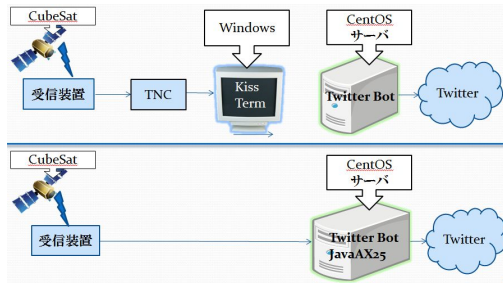 CubeSat
Windows
CentOS
サーバ
受信装置
TNC
Kiss
Term
Twitter Bot
Twitter
CubeSat
CentOS
サーバ
受信装置
Twitter Bot
JavaAX25
Twitter